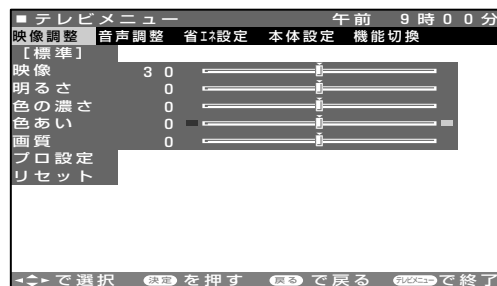 ■テレビメニュー 午前 9時00分
映像調整 音声調整 省エネ設定 本体設定 機能切換
[標準]
映像 30
明るさ 0
色の濃さ 0
色あい 0
画質 0
プロ設定
リセット
で選択 決定 を押す 戻る で戻る テレビメニュー で終了